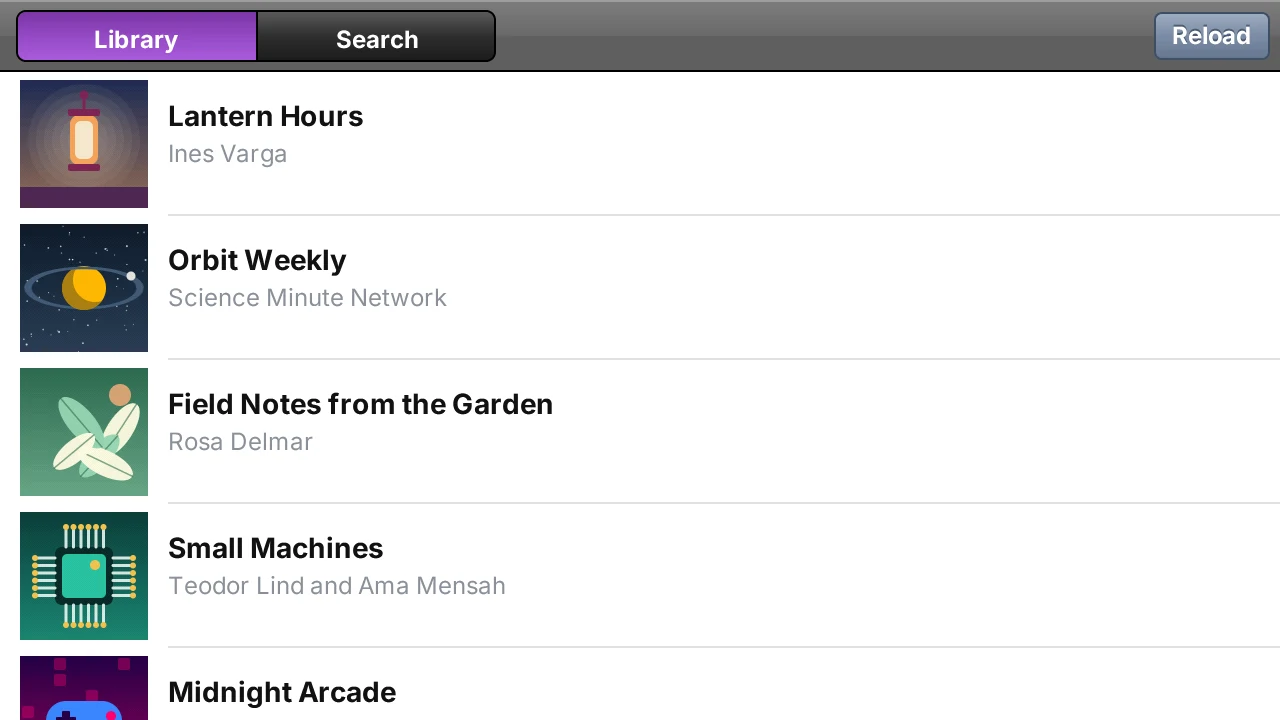 Library
Search
Reload
Lantern Hours
Ines Varga
Orbit Weekly
Science Minute Network
Field Notes from the Garden
Rosa Delmar
Small Machines
Teodor Lind and Ama Mensah
Midnight Arcade